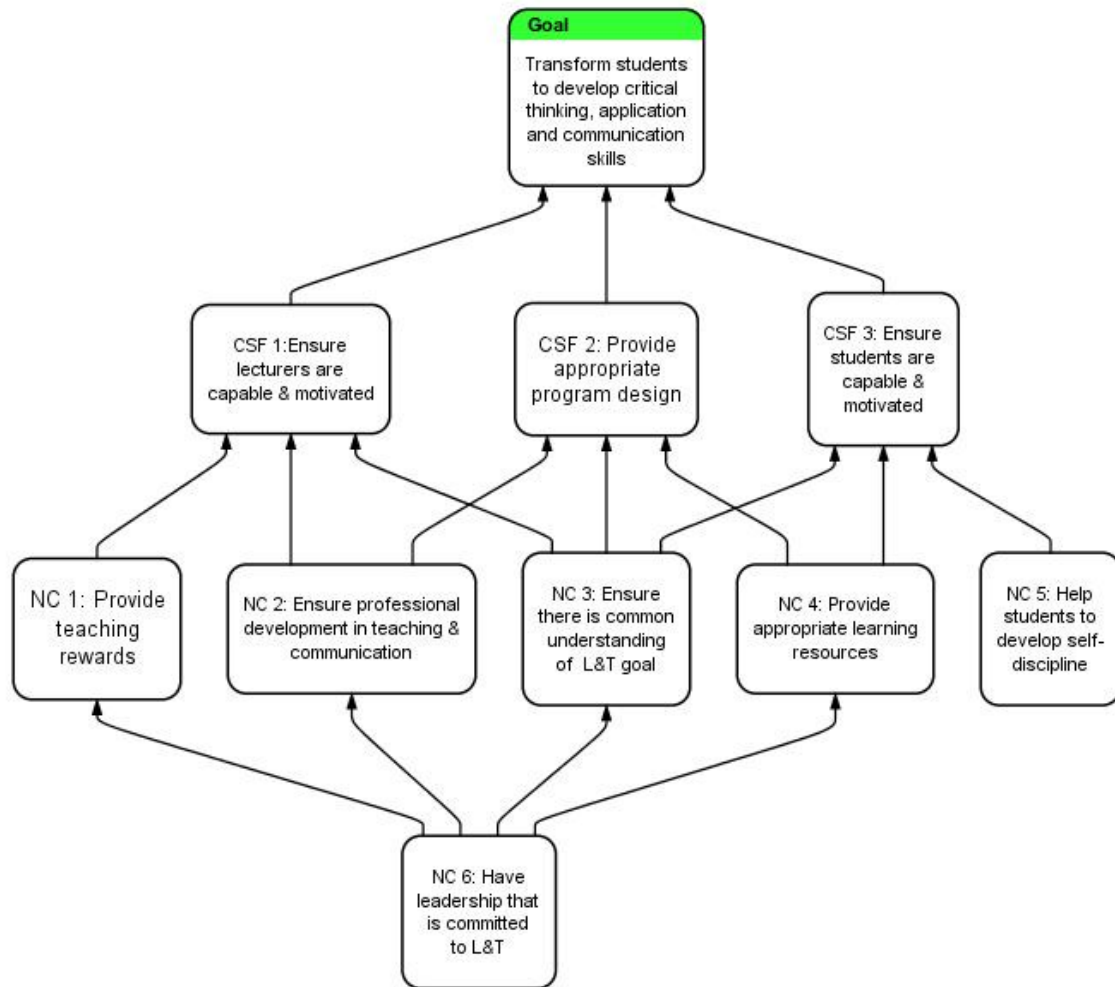 Goal
Transform students
to develop critical
thinking, application
and communication
skills
CSF 1:Ensure
lecturers are
capable & motivated
CSF 2: Provide
appropriate
program design
CSF 3: Ensure
students are
capable &
motivated
NC 1: Provide
teaching
rewards
NC 2: Ensure professional
development in teaching &
communication
NC 3: Ensure
there is common
understanding
of L&T goal
NC 4: Provide
appropriate learning
resources
NC 5: Help
students to
develop self-
discipline
NC 6: Have
leadership that
is committed
to L&T